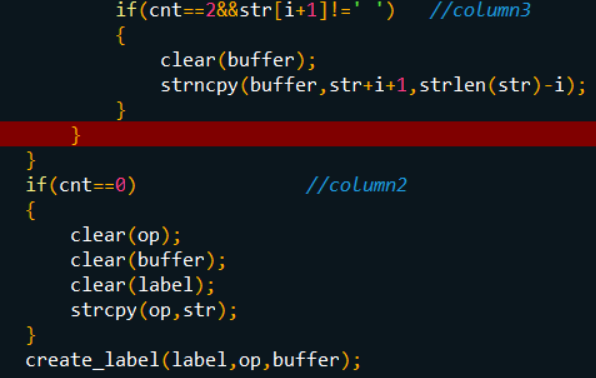 if(cnt==2&&str[i+1]!=' ') //column3
{
clear(buffer);
strncpy(buffer,str+i+1,strlen(str)-i);
}
}
}
if(cnt==0) //column2
{
clear(op);
clear(buffer);
clear(label);
strcpy(op,str);
}
create_label(label,op,buffer);